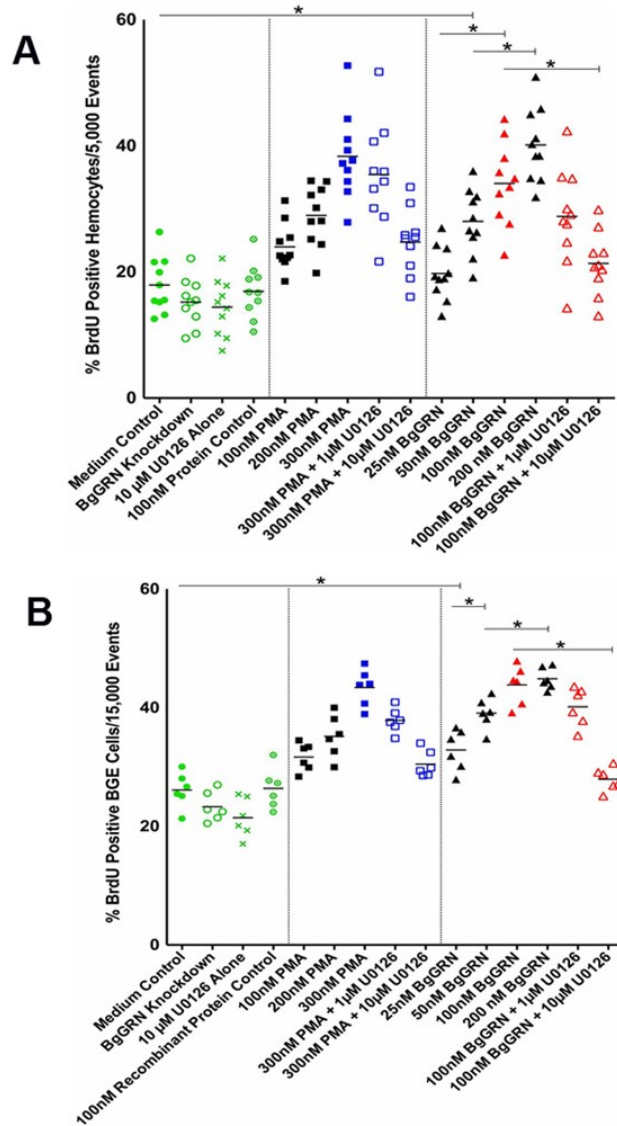 A
% BrdU Positive Hemocytes/5,000 Events
60
40
20
0
*
*
*
*
Medium Control
BgGRN Knockdown
10 µM U0126 Alone
100nM Protein Control
100nM PMA
200nM PMA
300nM PMA
300nM PMA + 1µM U0126
300nM PMA + 10µM U0126
25nM BgGRN
50nM BgGRN
100nM BgGRN
200 nM BgGRN
100nM BgGRN + 1µM U0126
100nM BgGRN + 10µM U0126
B
% BrdU Positive BGE Cells/15,000 Events
60
40
20
0
*
*
*
*
Medium Control
BgGRN Knockdown
10 µM U0126 Alone
100nM Recombinant Protein Control
100nM PMA
200nM PMA
300nM PMA
300nM PMA + 1µM U0126
300nM PMA + 10µM U0126
25nM BgGRN
50nM BgGRN
100nM BgGRN
200 nM BgGRN
100nM BgGRN + 1µM U0126
100nM BgGRN + 10µM U0126